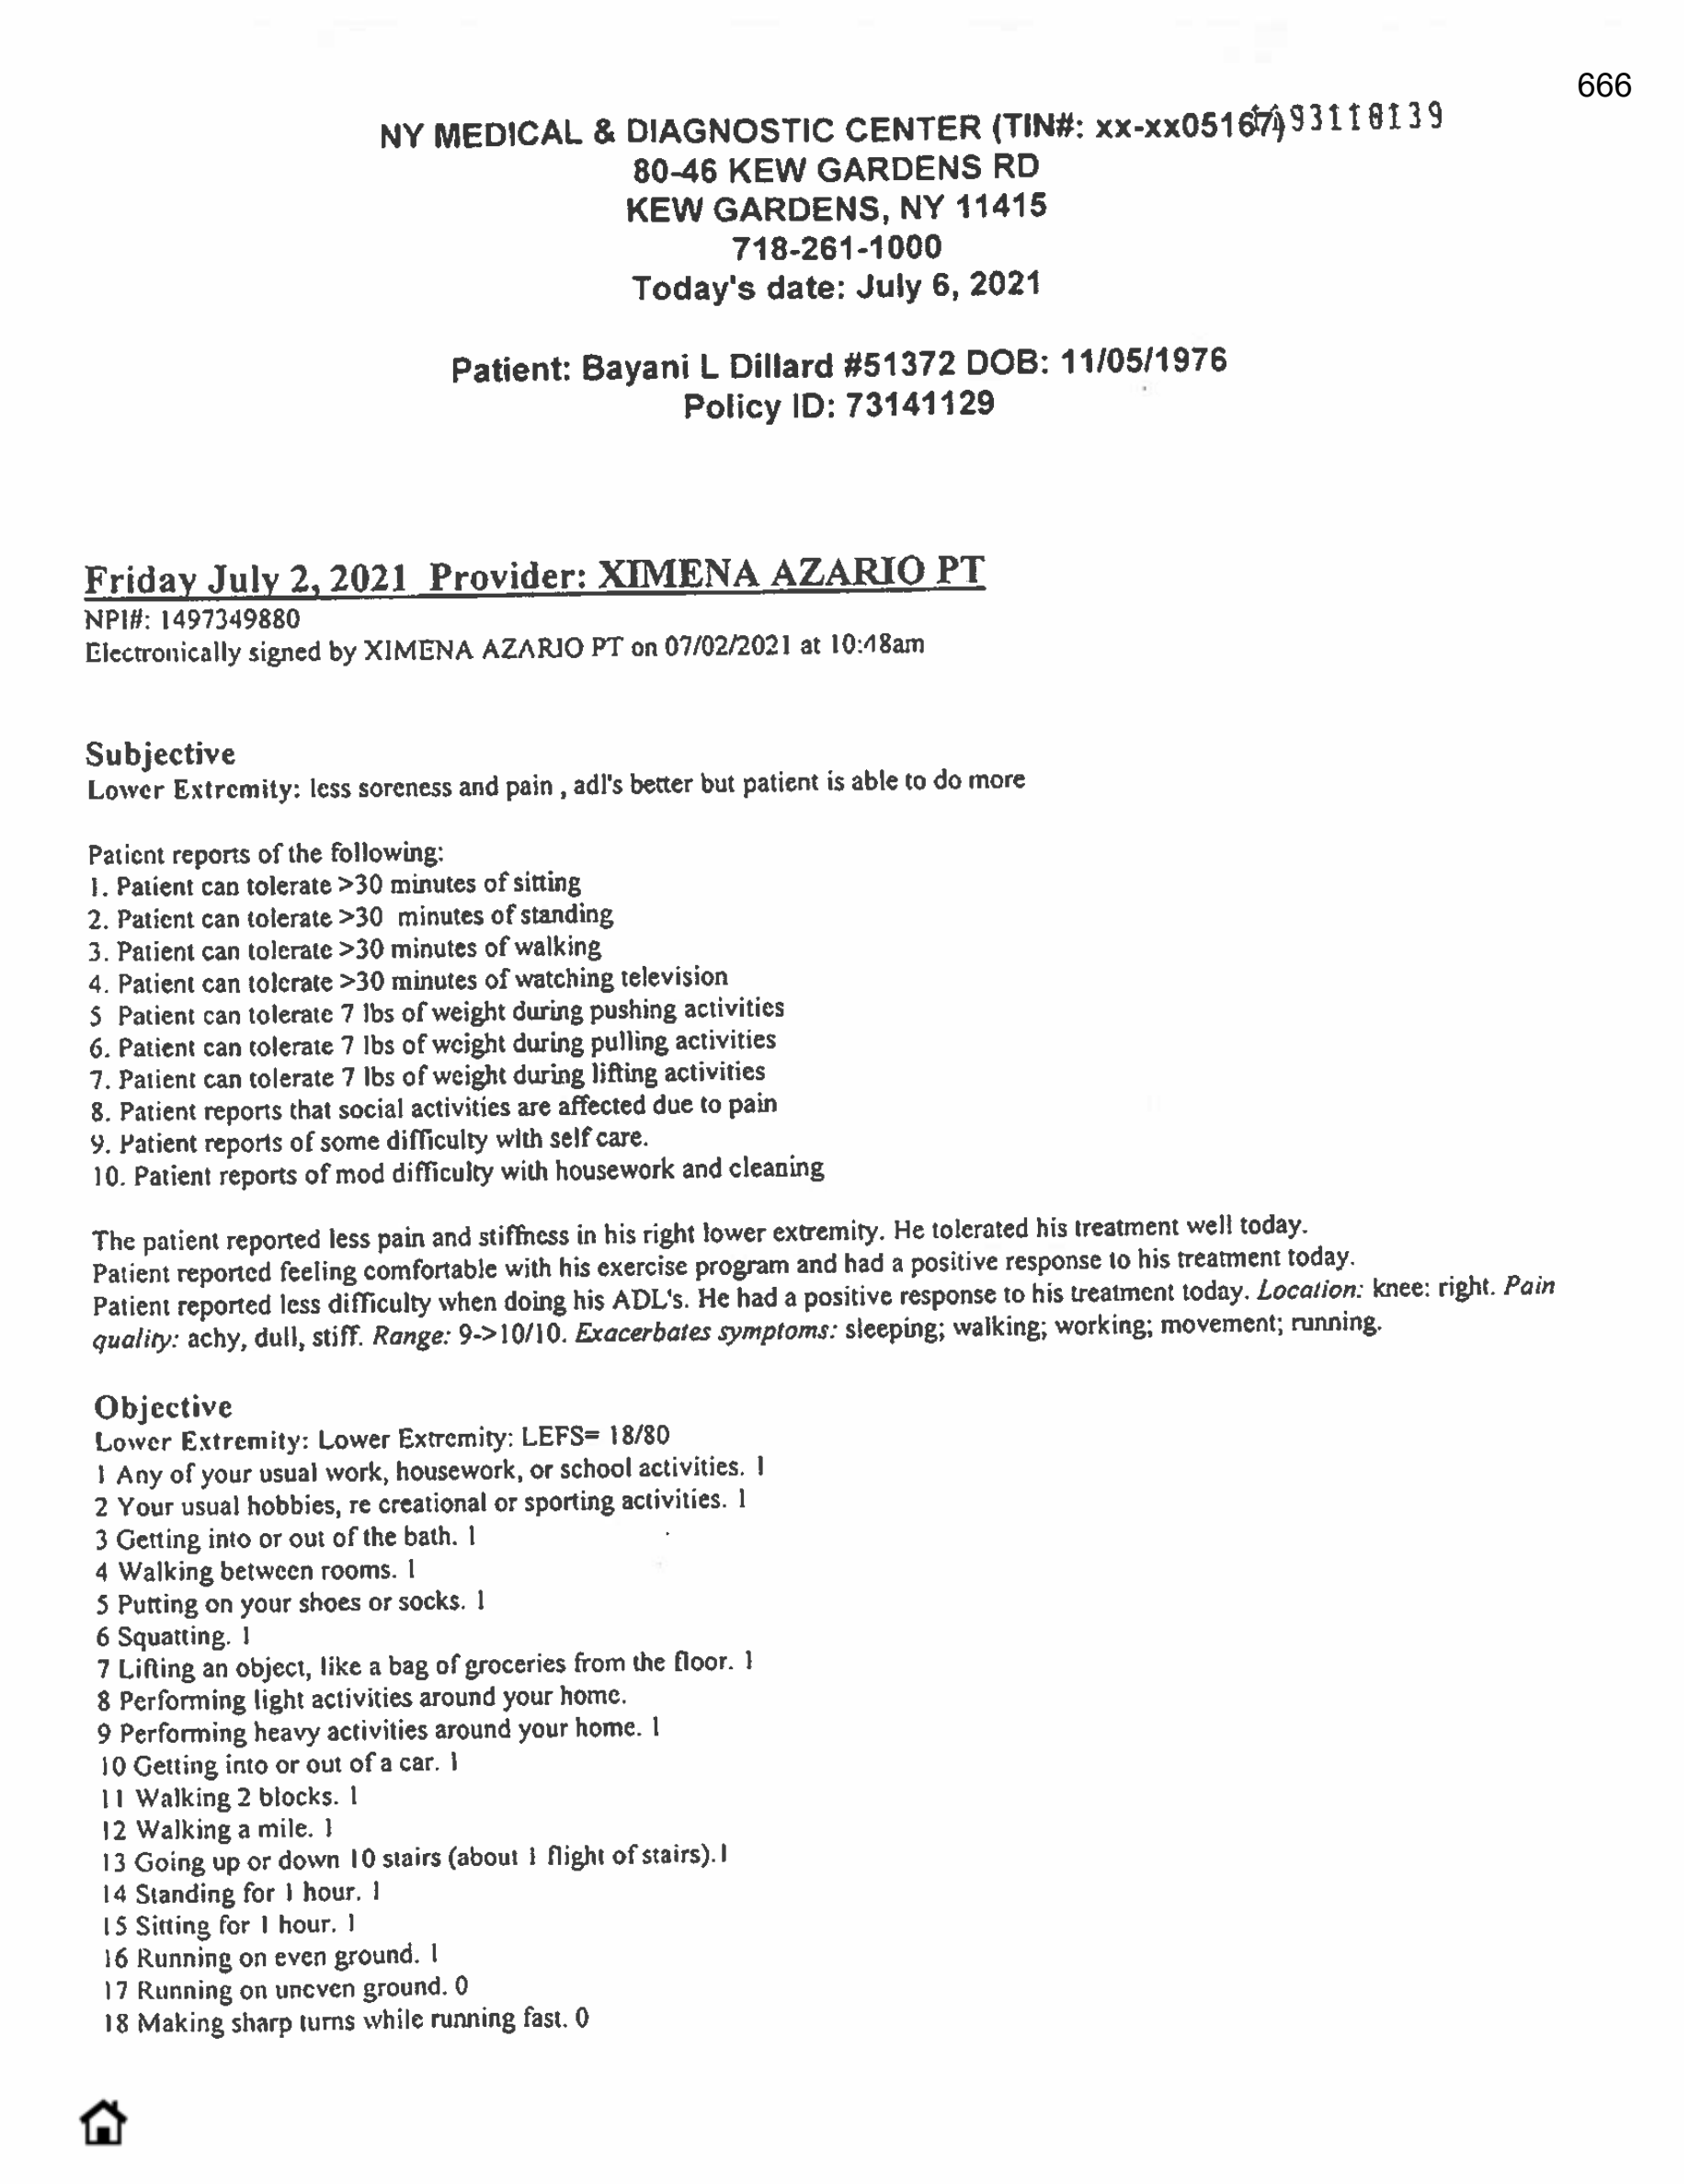 666
NY MEDICAL & DIAGNOSTIC CENTER (TIN#: xx-xx05167)
80-46 KEW GARDENS RD
KEW GARDENS, NY 11415
718-261-1000
Today's date: July 6, 2021
Patient: Bayani L Dillard #51372 DOB: 11/05/1976
Policy ID: 73141129
Friday July 2, 2021 Provider: XIMENA AZARIO PT
NPI#: 1497349880
Electronically signed by XIMENA AZARIO PT on 07/02/2021 at 10:48am
Subjective
Lower Extremity: less soreness and pain , adl's better but patient is able to do more
Patient reports of the following:
1. Patient can tolerate >30 minutes of sitting
2. Patient can tolerate >30 minutes of standing
3. Patient can tolerate >30 minutes of walking
4. Patient can tolerate >30 minutes of watching television
5 Patient can tolerate 7 lbs of weight during pushing activities
6. Patient can tolerate 7 lbs of weight during pulling activities
7. Patient can tolerate 7 lbs of weight during lifting activities
8. Patient reports that social activities are affected due to pain
9. Patient reports of some difficulty with self care.
10. Patient reports of mod difficulty with housework and cleaning
The patient reported less pain and stiffness in his right lower extremity. He tolerated his treatment well today.
Patient reported feeling comfortable with his exercise program and had a positive response to his treatment today.
Patient reported less difficulty when doing his ADL's. He had a positive response to his treatment today. Location: knee: right. Pain
quality: achy, dull, stiff. Range: 9->10/10. Exacerbates symptoms: sleeping; walking; working; movement; running.
Objective
Lower Extremity: Lower Extremity: LEFS= 18/80
1 Any of your usual work, housework, or school activities. 1
2 Your usual hobbies, re creational or sporting activities. 1
3 Getting into or out of the bath. 1
4 Walking between rooms. 1
5 Putting on your shoes or socks. 1
6 Squatting. 1
7 Lifting an object, like a bag of groceries from the floor. 1
8 Performing light activities around your home.
9 Performing heavy activities around your home. 1
10 Getting into or out of a car. 1
11 Walking 2 blocks. 1
12 Walking a mile. 1
13 Going up or down 10 stairs (about 1 flight of stairs).1
14 Standing for 1 hour. 1
15 Sitting for 1 hour. 1
16 Running on even ground. 1
17 Running on uneven ground. 0
18 Making sharp turns while running fast. 0